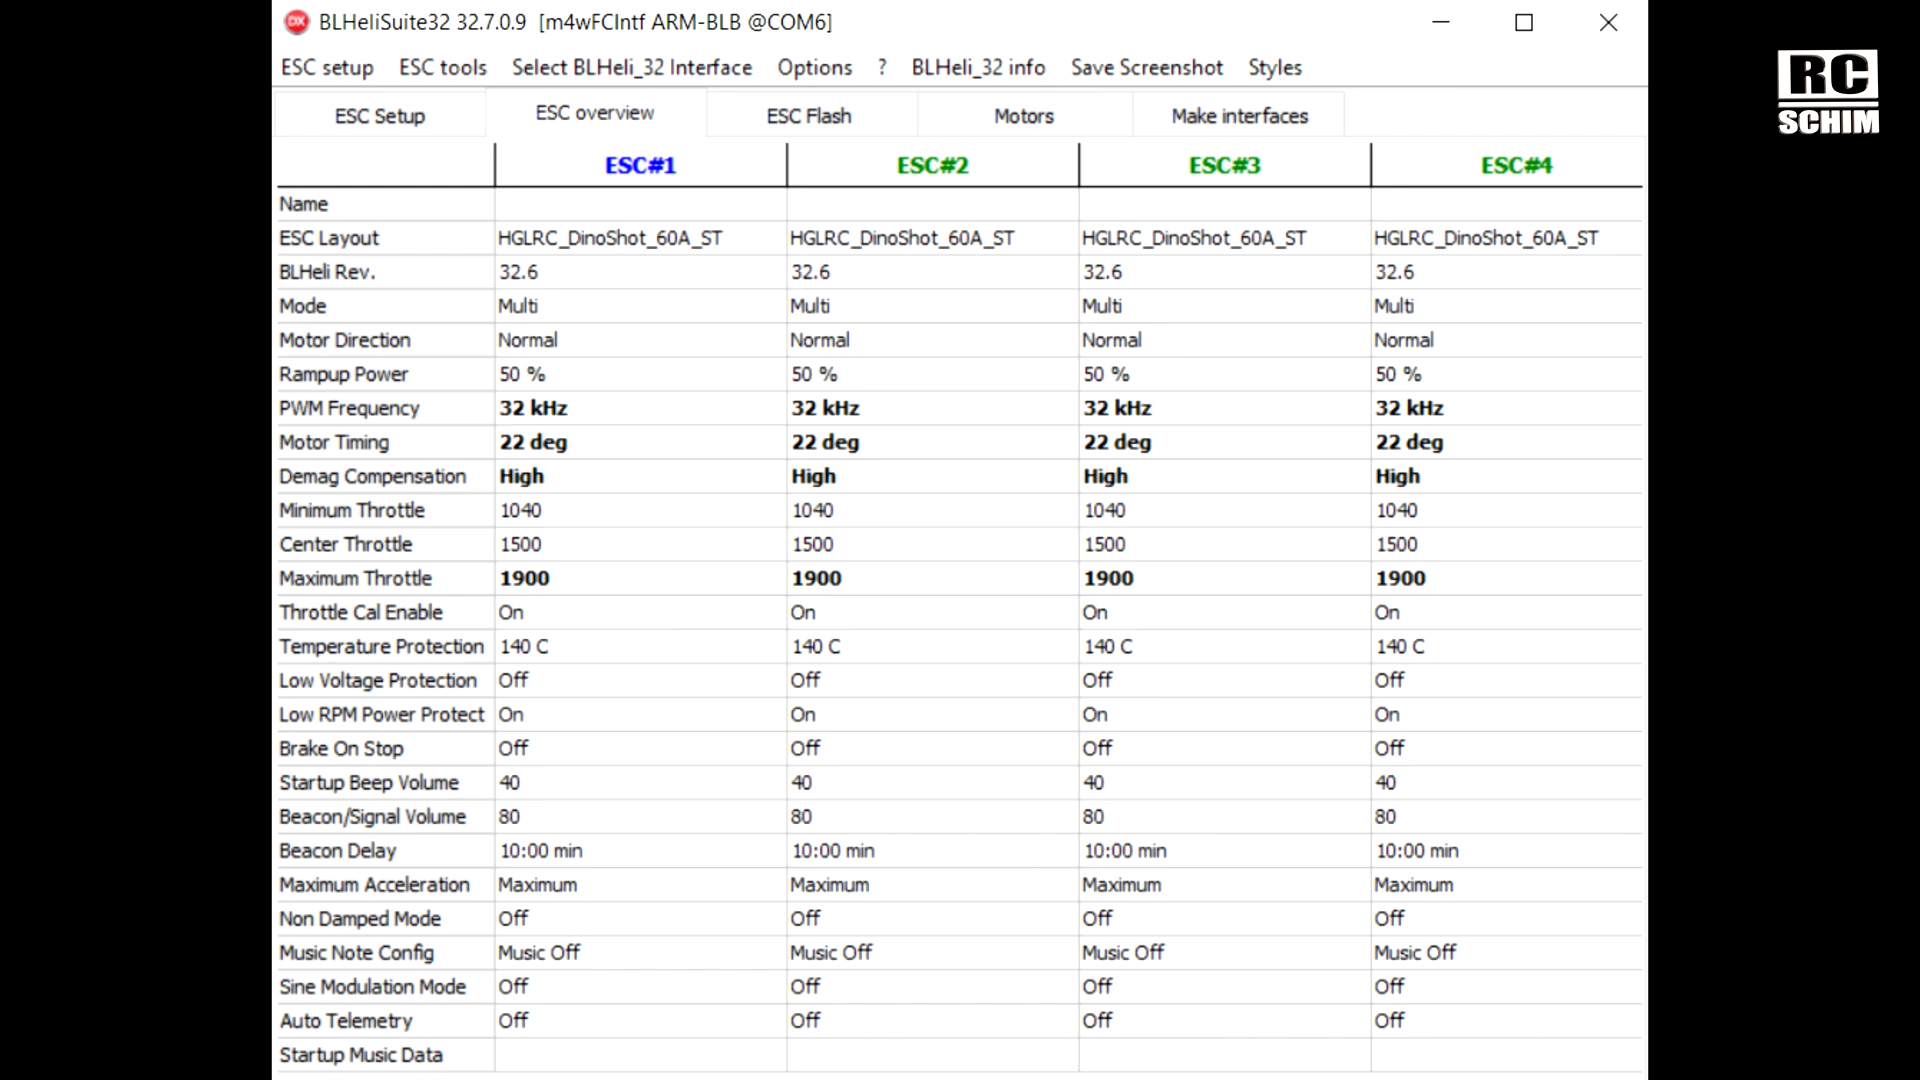 BLHeliSuite32 32.7.0.9 [m4wFCIntf ARM-BLB @COM6]
RC
SCHIM
ESC setup ESC tools Select BLHeli_32 Interface Options ? BLHeli_32 info Save Screenshot Styles
ESC Setup ESC overview ESC Flash Motors Make interfaces
ESC#1 ESC#2 ESC#3 ESC#4
Name
ESC Layout HGLRC_DinoShot_60A_ST HGLRC_DinoShot_60A_ST HGLRC_DinoShot_60A_ST HGLRC_DinoShot_60A_ST
BLHeli Rev. 32.6 32.6 32.6 32.6
Mode Multi Multi Multi Multi
Motor Direction Normal Normal Normal Normal
Rampup Power 50 % 50 % 50 % 50 %
PWM Frequency 32 kHz 32 kHz 32 kHz 32 kHz
Motor Timing 22 deg 22 deg 22 deg 22 deg
Demag Compensation High High High High
Minimum Throttle 1040 1040 1040 1040
Center Throttle 1500 1500 1500 1500
Maximum Throttle 1900 1900 1900 1900
Throttle Cal Enable On On On On
Temperature Protection 140 C 140 C 140 C 140 C
Low Voltage Protection Off Off Off Off
Low RPM Power Protect On On On On
Brake On Stop Off Off Off Off
Startup Beep Volume 40 40 40 40
Beacon/Signal Volume 80 80 80 80
Beacon Delay 10:00 min 10:00 min 10:00 min 10:00 min
Maximum Acceleration Maximum Maximum Maximum Maximum
Non Damped Mode Off Off Off Off
Music Note Config Music Off Music Off Music Off Music Off
Sine Modulation Mode Off Off Off Off
Auto Telemetry Off Off Off Off
Startup Music Data